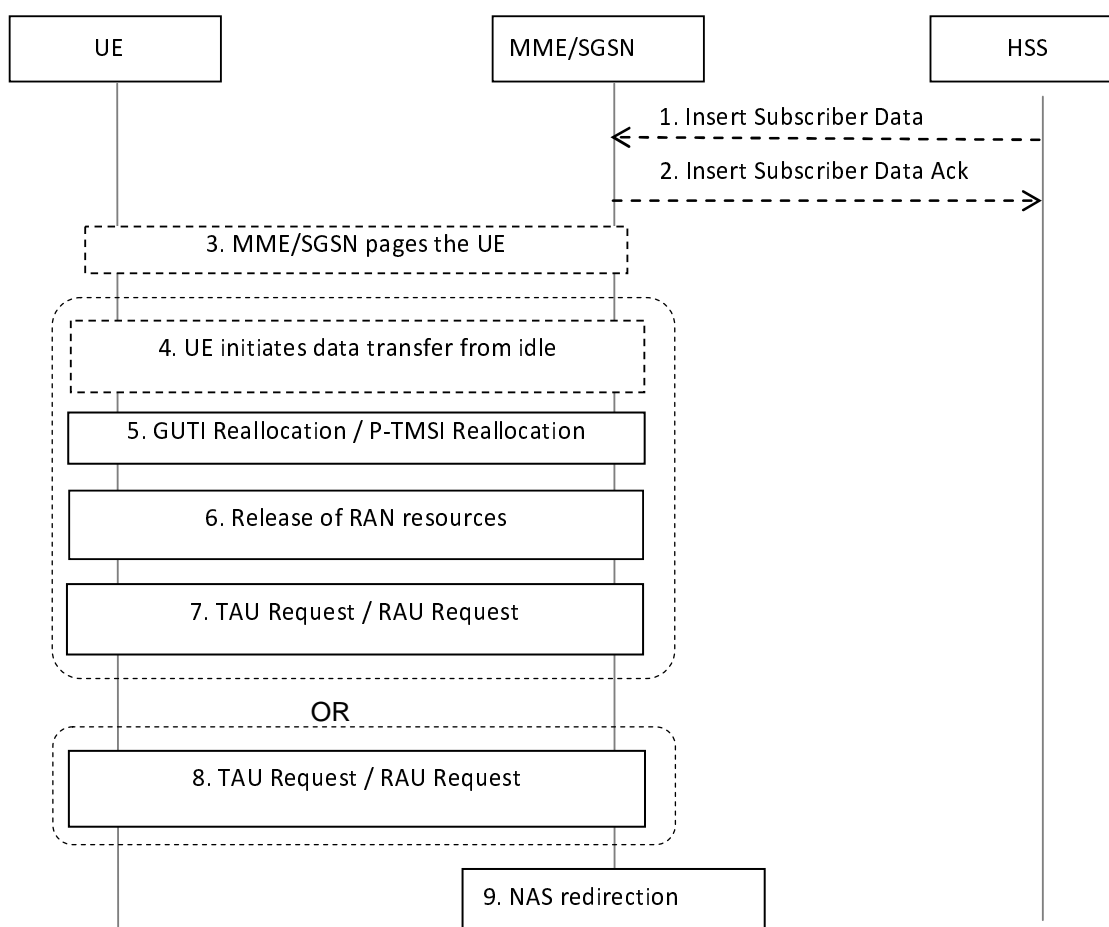 UE
MME/SGSN
HSS
1. Insert Subscriber Data
2. Insert Subscriber Data Ack
3. MME/SGSN pages the UE
4. UE initiates data transfer from idle
5. GUTI Reallocation / P-TMSI Reallocation
6. Release of RAN resources
7. TAU Request / RAU Request
OR
8. TAU Request / RAU Request
9. NAS redirection